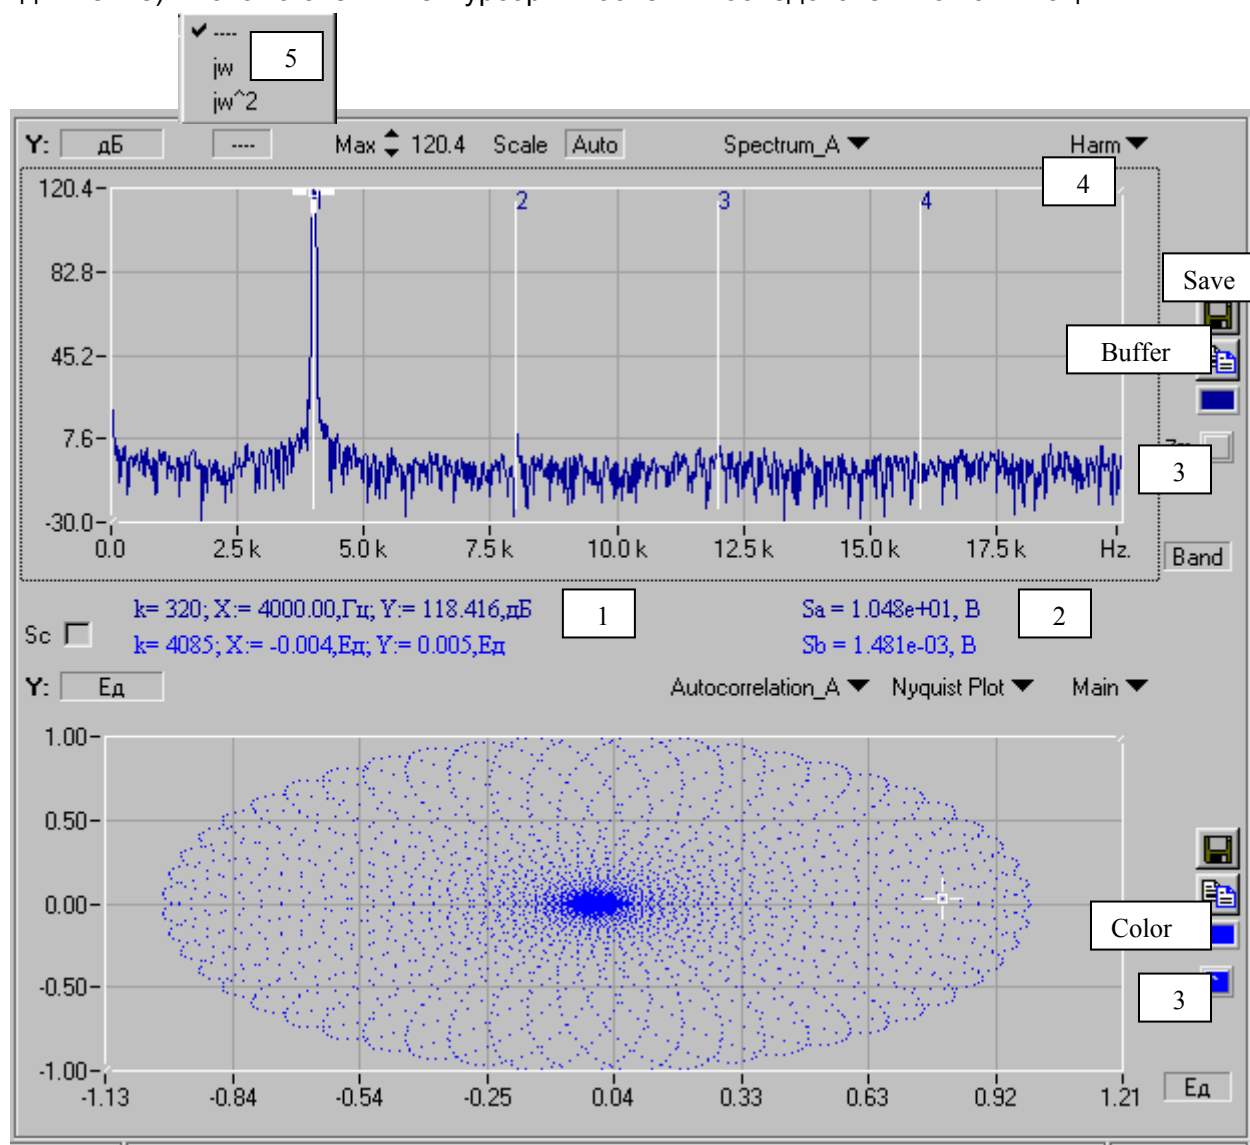 ----
5
jw
jw^2
Y: дБ ---- Max 120.4 Scale Auto Spectrum_A Harm
4
120.4
2 3 4
82.8
Save
45.2
Buffer
7.6
3
-30.0
0.0 2.5 k 5.0 k 7.5 k 10.0 k 12.5 k 15.0 k 17.5 k Hz.
Band
k= 320; X:= 4000.00,Гц; Y:= 118.416,дБ
1
Sa = 1.048e+01, В
2
Sc
k= 4085; X:= -0.004,Ед; Y:= 0.005,Ед
Sb = 1.481e-03, В
Y: Ед Autocorrelation_A Nyquist Plot Main
1.00
0.50
0.00
Color
-0.50
3
-1.00
-1.13 -0.84 -0.54 -0.25 0.04 0.33 0.63 0.92 1.21
Ед